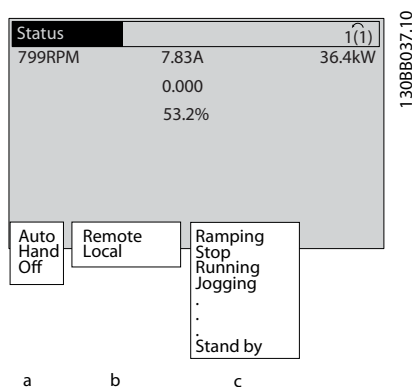 Status 1(1)
799RPM 7.83A 36.4kW
0.000
53.2%
Auto
Hand
Off
Remote
Local
Ramping
Stop
Running
Jogging
.
.
.
Stand by
a b c
130BB037.10